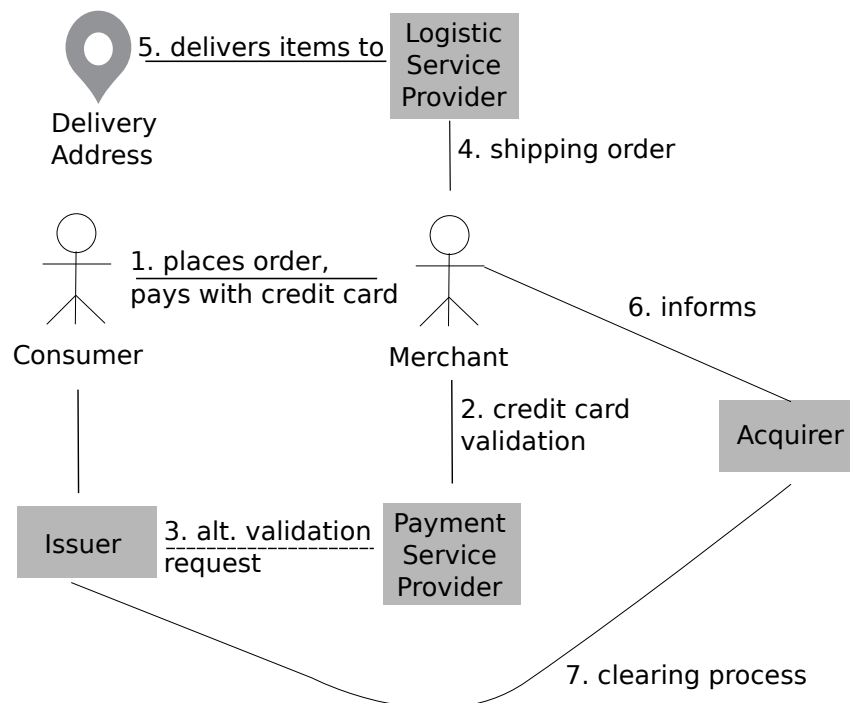 5. delivers items to
Logistic
Service
Provider
Delivery
Address
4. shipping order
1. places order,
pays with credit card
6. informs
Consumer
Merchant
2. credit card
validation
Acquirer
Issuer
3. alt. validation
request
Payment
Service
Provider
7. clearing process